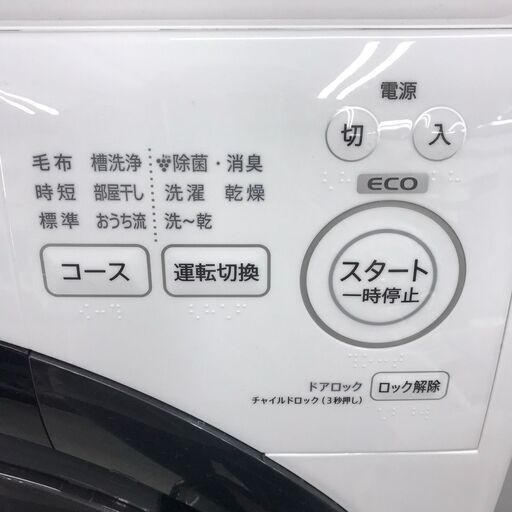 電源
切 入
毛布 槽洗浄 除菌・消臭
時短 部屋干し 洗濯 乾燥
標準 おうち流 洗～乾
ECO
コース 運転切換
スタート
一時停止
ドアロック ロック解除
チャイルドロック(3秒押し)